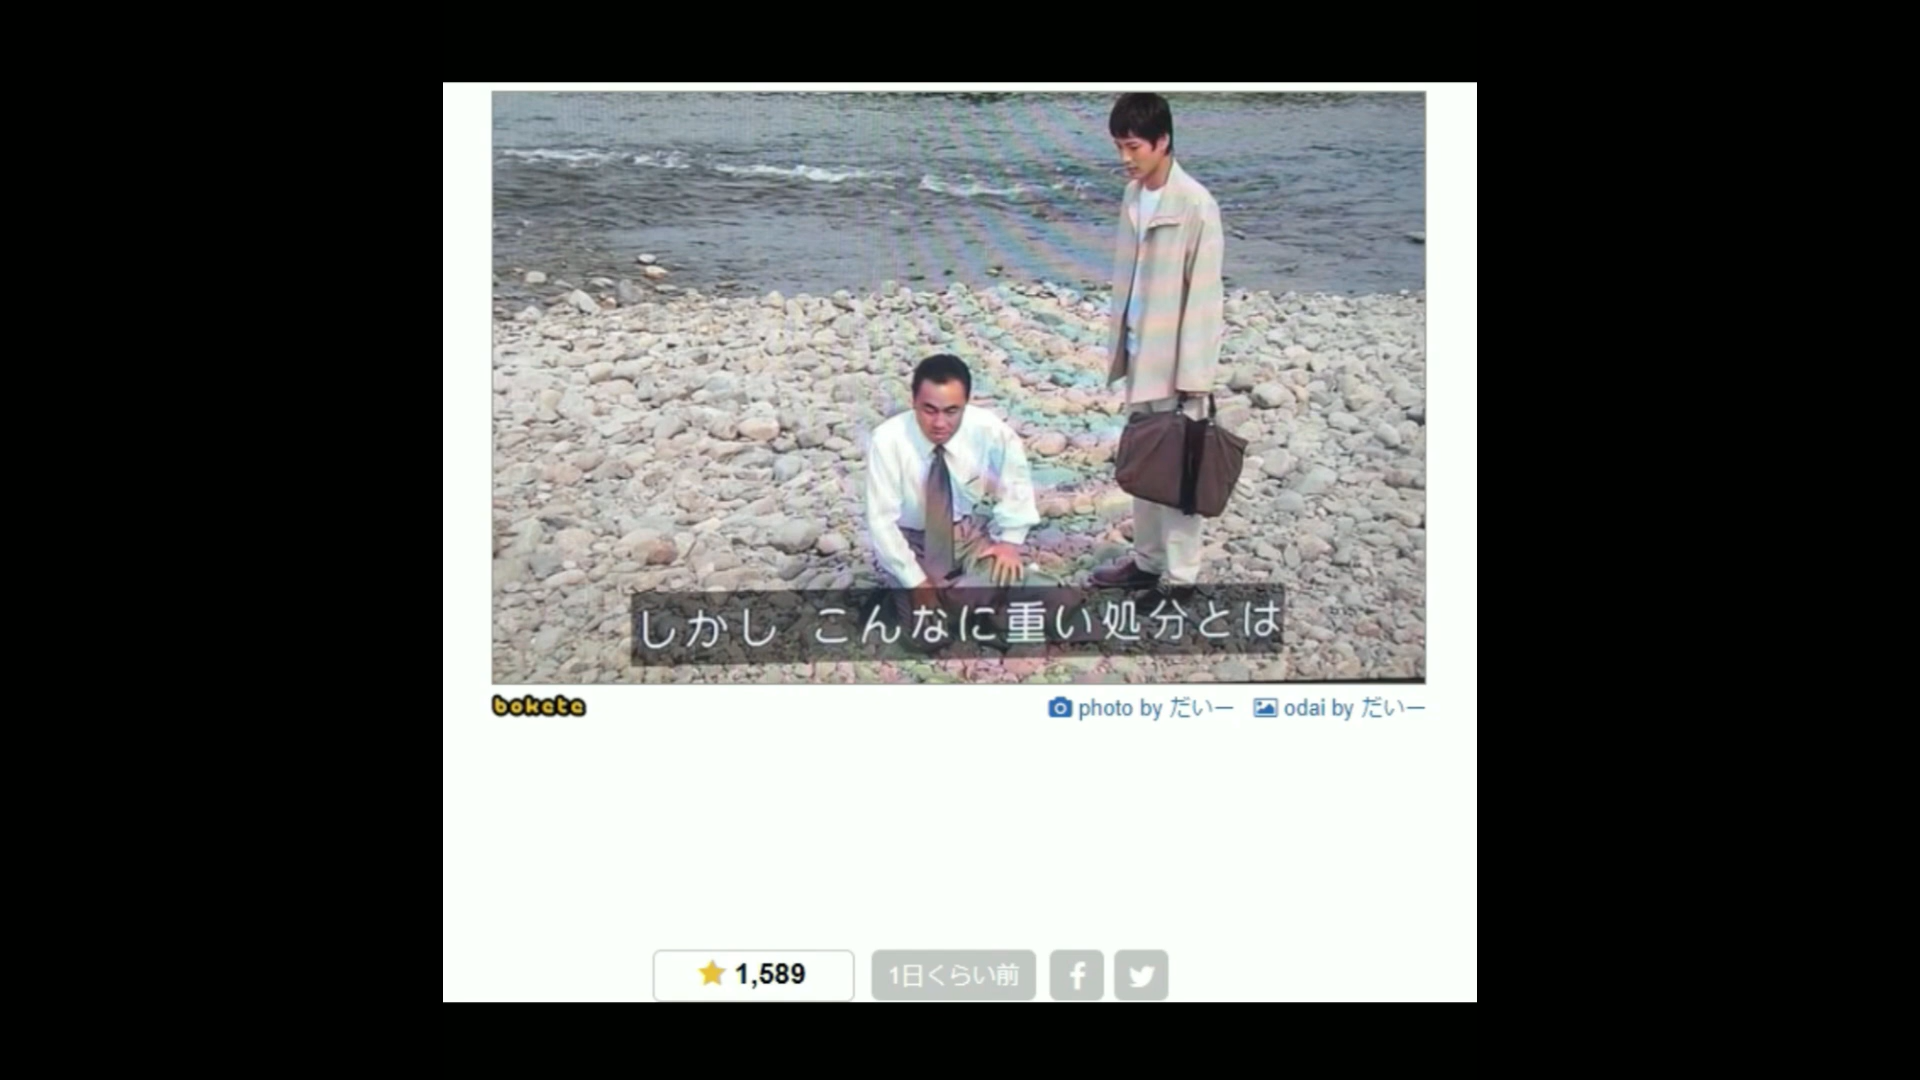 しかし こんなに重い処分とは
bokete
photo by だいー odai by だいー
1,589 1日くらい前